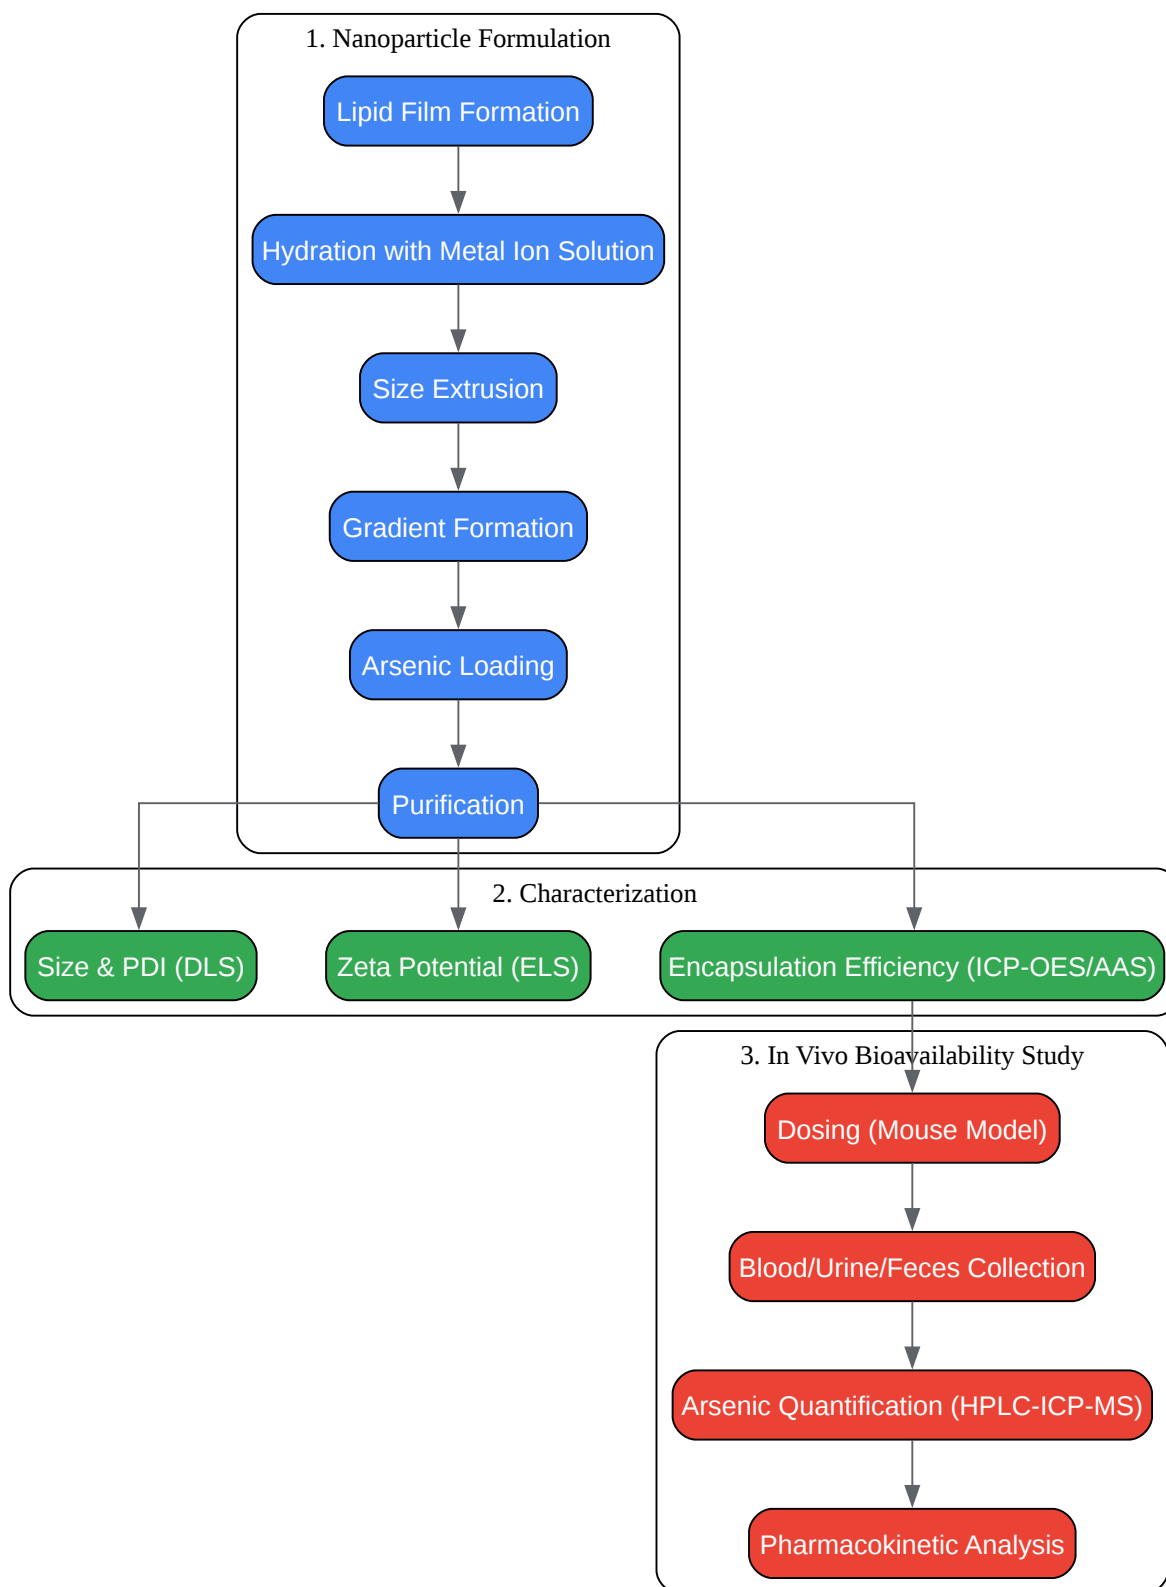 1. Nanoparticle Formulation
Lipid Film Formation
Hydration with Metal Ion Solution
Size Extrusion
Gradient Formation
Arsenic Loading
Purification
2. Characterization
Size & PDI (DLS)
Zeta Potential (ELS)
Encapsulation Efficiency (ICP-OES/AAS)
3. In Vivo Bioavailability Study
Dosing (Mouse Model)
Blood/Urine/Feces Collection
Arsenic Quantification (HPLC-ICP-MS)
Pharmacokinetic Analysis